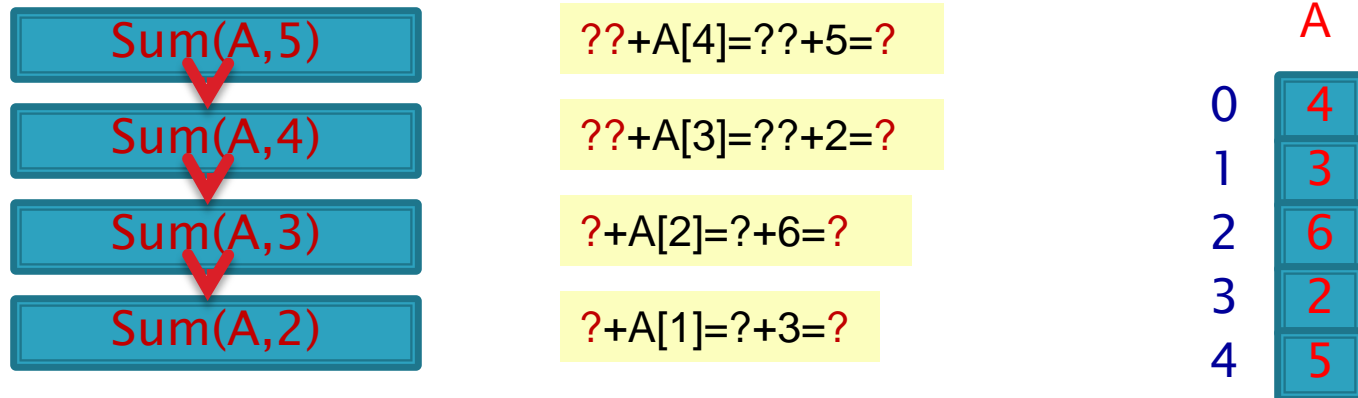 Sum(A,5)
??+A[4]=??+5=?
A
Sum(A,4)
??+A[3]=??+2=?
0 4
1 3
Sum(A,3)
?+A[2]=?+6=?
2 6
Sum(A,2)
?+A[1]=?+3=?
3 2
4 5